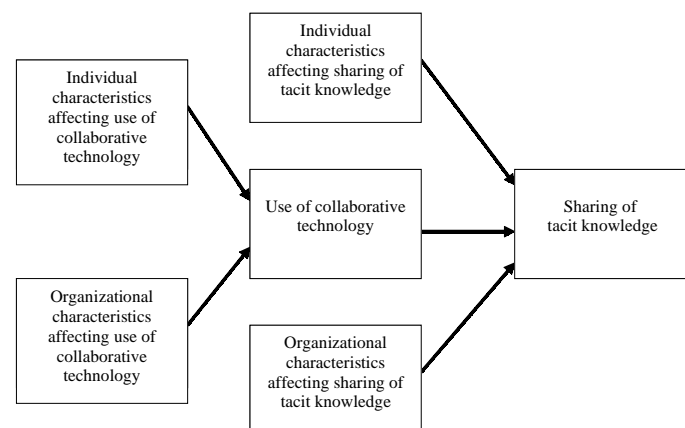 Individual
characteristics
affecting use of
collaborative
technology
Organizational
characteristics
affecting use of
collaborative
technology
Individual
characteristics
affecting sharing of
tacit knowledge
Use of collaborative
technology
Organizational
characteristics
affecting sharing of
tacit knowledge
Sharing of
tacit knowledge